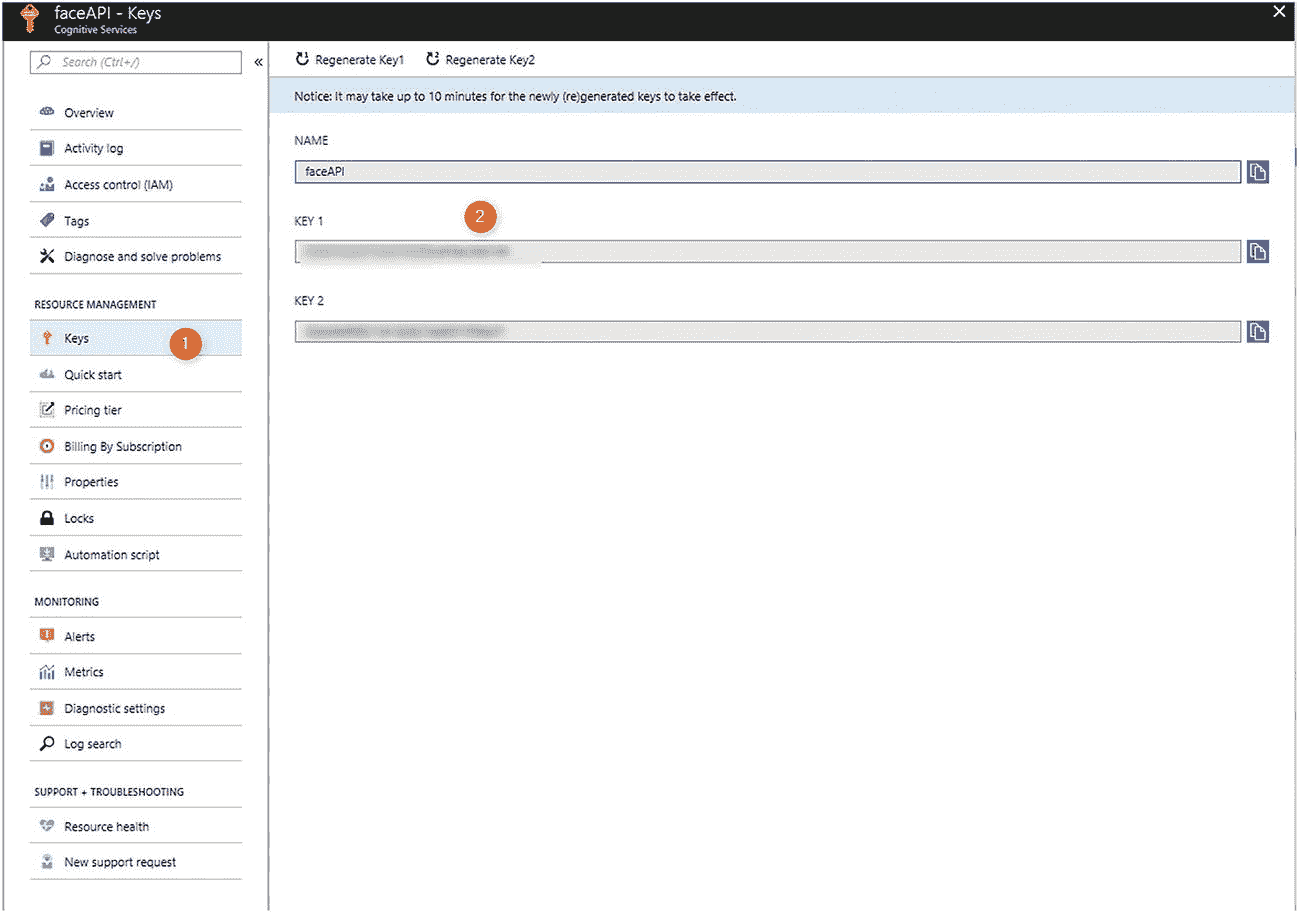 faceAPI - Keys
Cognitive Services
Search (Ctrl+/)
Overview
Activity log
Access control (IAM)
Tags
Diagnose and solve problems
RESOURCE MANAGEMENT
Keys
1
Quick start
Pricing tier
Billing By Subscription
Properties
Locks
Automation script
MONITORING
Alerts
Metrics
Diagnostic settings
Log search
SUPPORT + TROUBLESHOOTING
Resource health
New support request
Regenerate Key1 Regenerate Key2
Notice: It may take up to 10 minutes for the newly (re)generated keys to take effect.
NAME
faceAPI
KEY 1
2
KEY 2